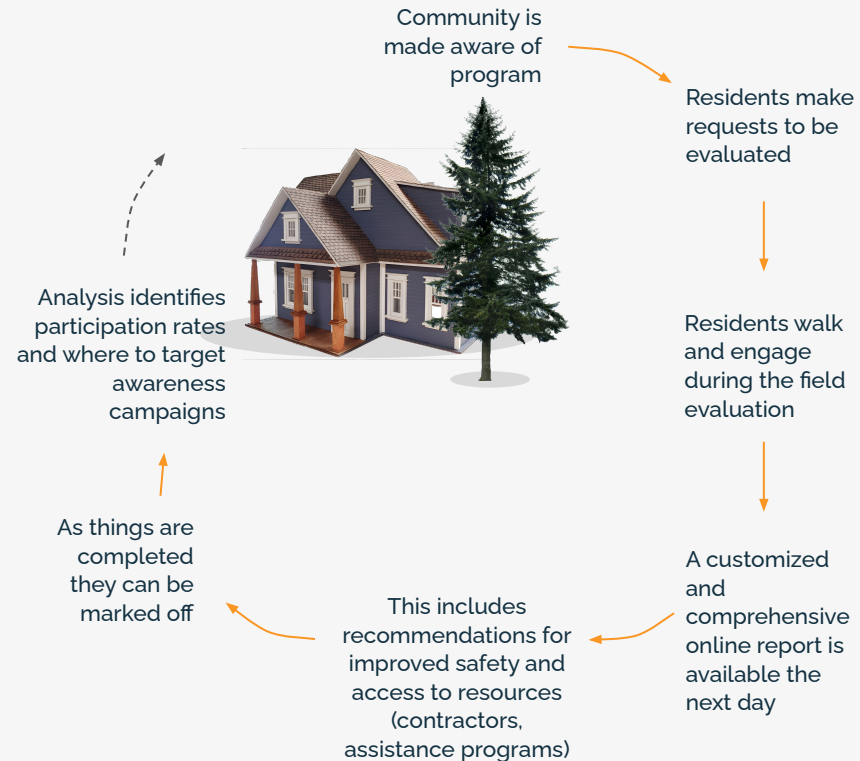 Community is
made aware of
program
Residents make
requests to be
evaluated
Residents walk
and engage
during the field
evaluation
A customized
and
comprehensive
online report is
available the
next day
This includes
recommendations for
improved safety and
access to resources
(contractors,
assistance programs)
As things are
completed
they can be
marked off
Analysis identifies
participation rates
and where to target
awareness
campaigns